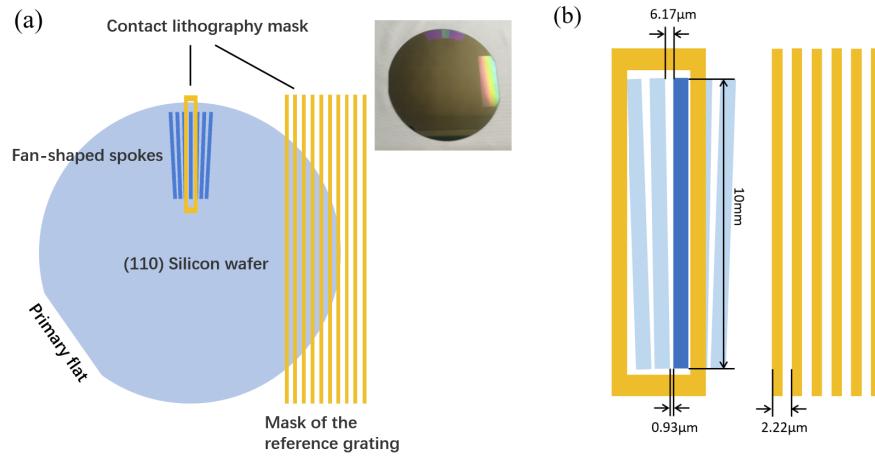 (a)
Contact lithography mask
Fan-shaped spokes
(110) Silicon wafer
Primary flat
Mask of the
reference grating
(b)
6.17μm
10mm
0.93μm
2.22μm